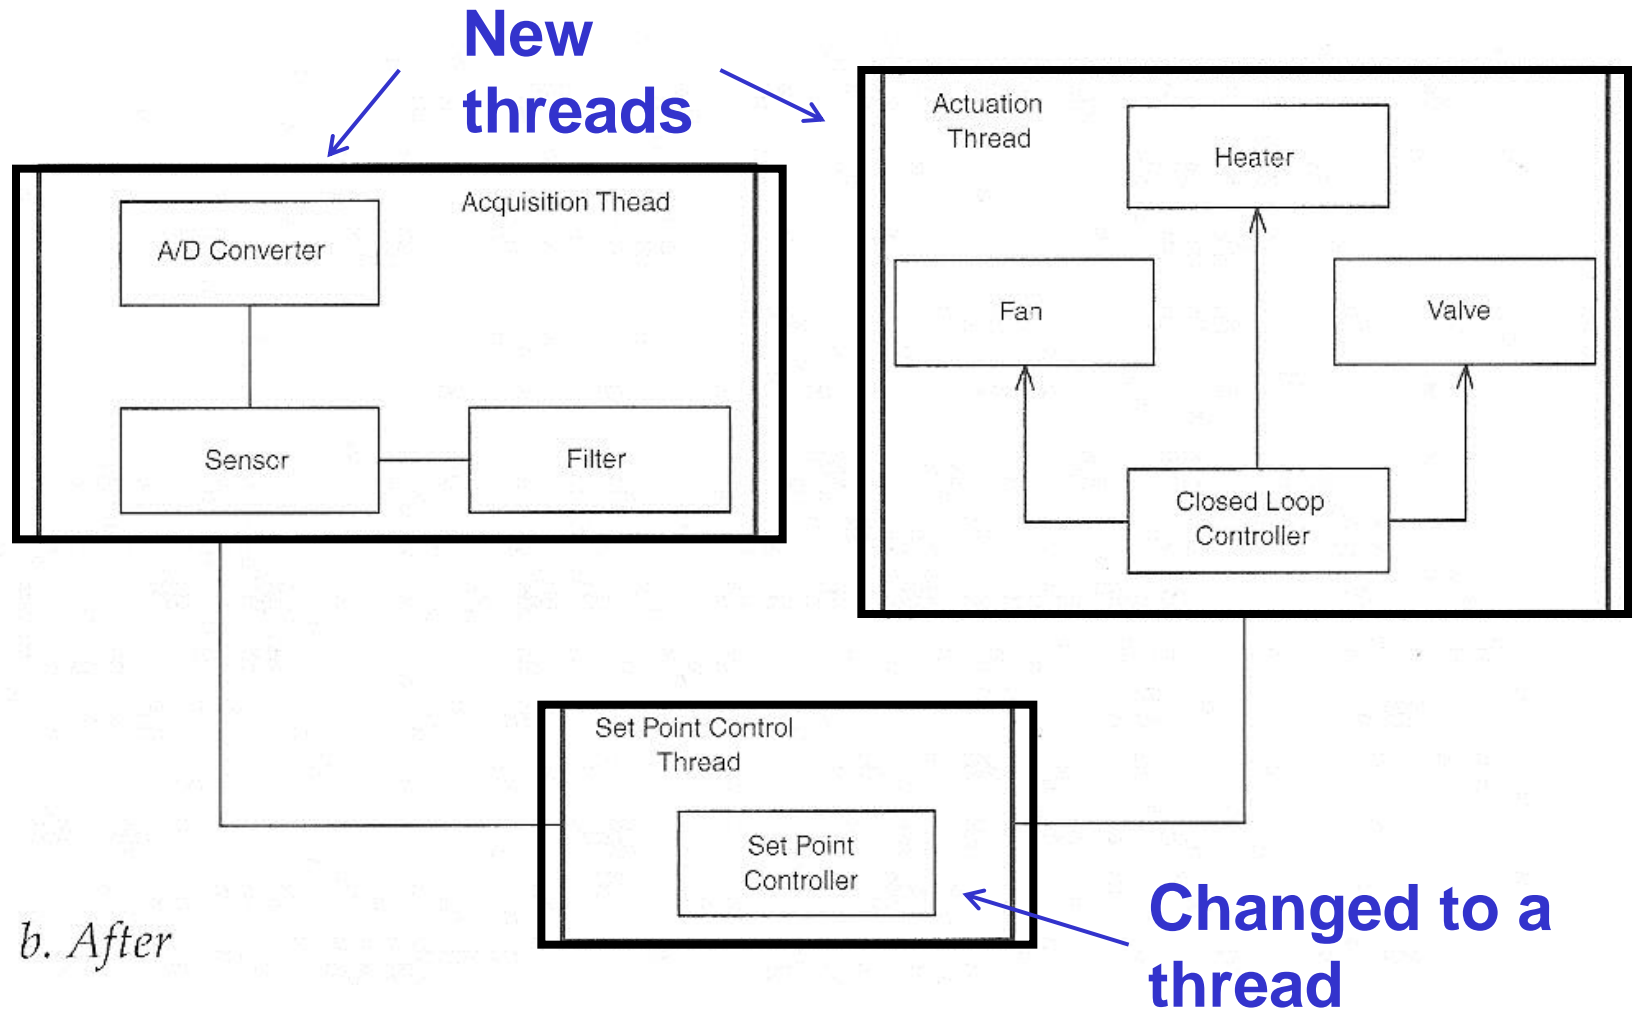 New
threads
Actuation
Thread
Heater
Fan
Valve
Closed Loop
Controller
Acquisition Thead
A/D Converter
Sensor
Filter
Set Point Control
Thread
Set Point
Controller
Changed to a
thread
b. After